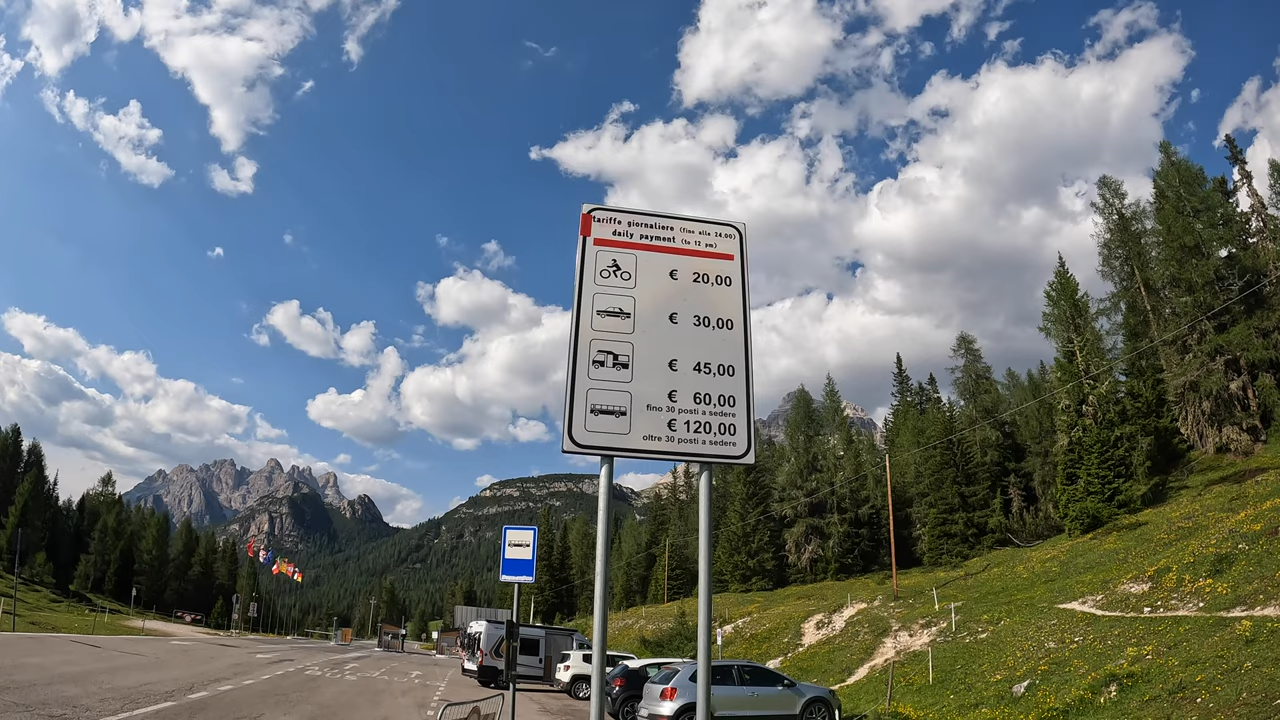 tariffe giornaliere (fino alle 24,00)
daily payment (to 12 pm)
€ 20,00
€ 30,00
€ 45,00
€ 60,00
fino 30 posti a sedere
€ 120,00
oltre 30 posti a sedere